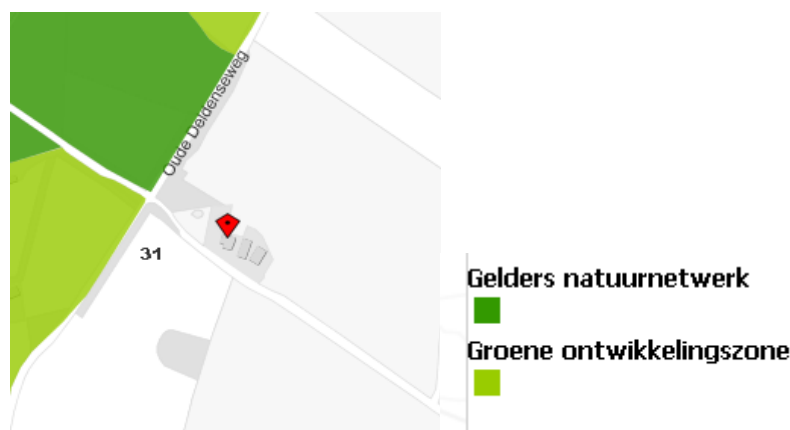 Oude Deldenseweg
31
Gelders natuurnetwerk
Groene ontwikkelingszone